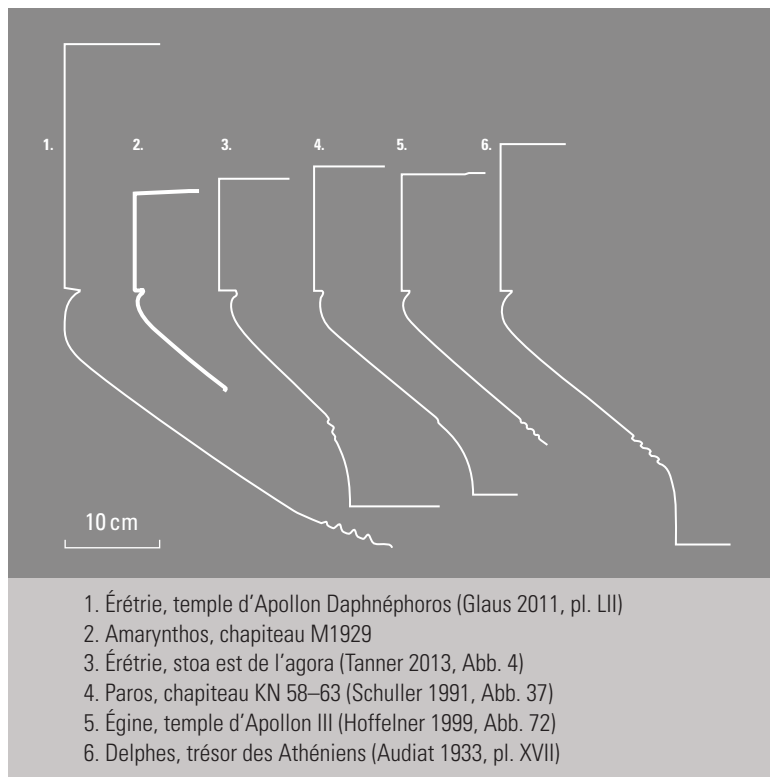 1. 2. 3. 4. 5. 6.
10 cm
1. Érétrie, temple d’Apollon Daphnéphoros (Glaus 2011, pl. LII)
2. Amarynthos, chapiteau M1929
3. Érétrie, stoa est de l’agora (Tanner 2013, Abb. 4)
4. Paros, chapiteau KN 58–63 (Schuller 1991, Abb. 37)
5. Égine, temple d’Apollon III (Hoffelner 1999, Abb. 72)
6. Delphes, trésor des Athéniens (Audiat 1933, pl. XVII)